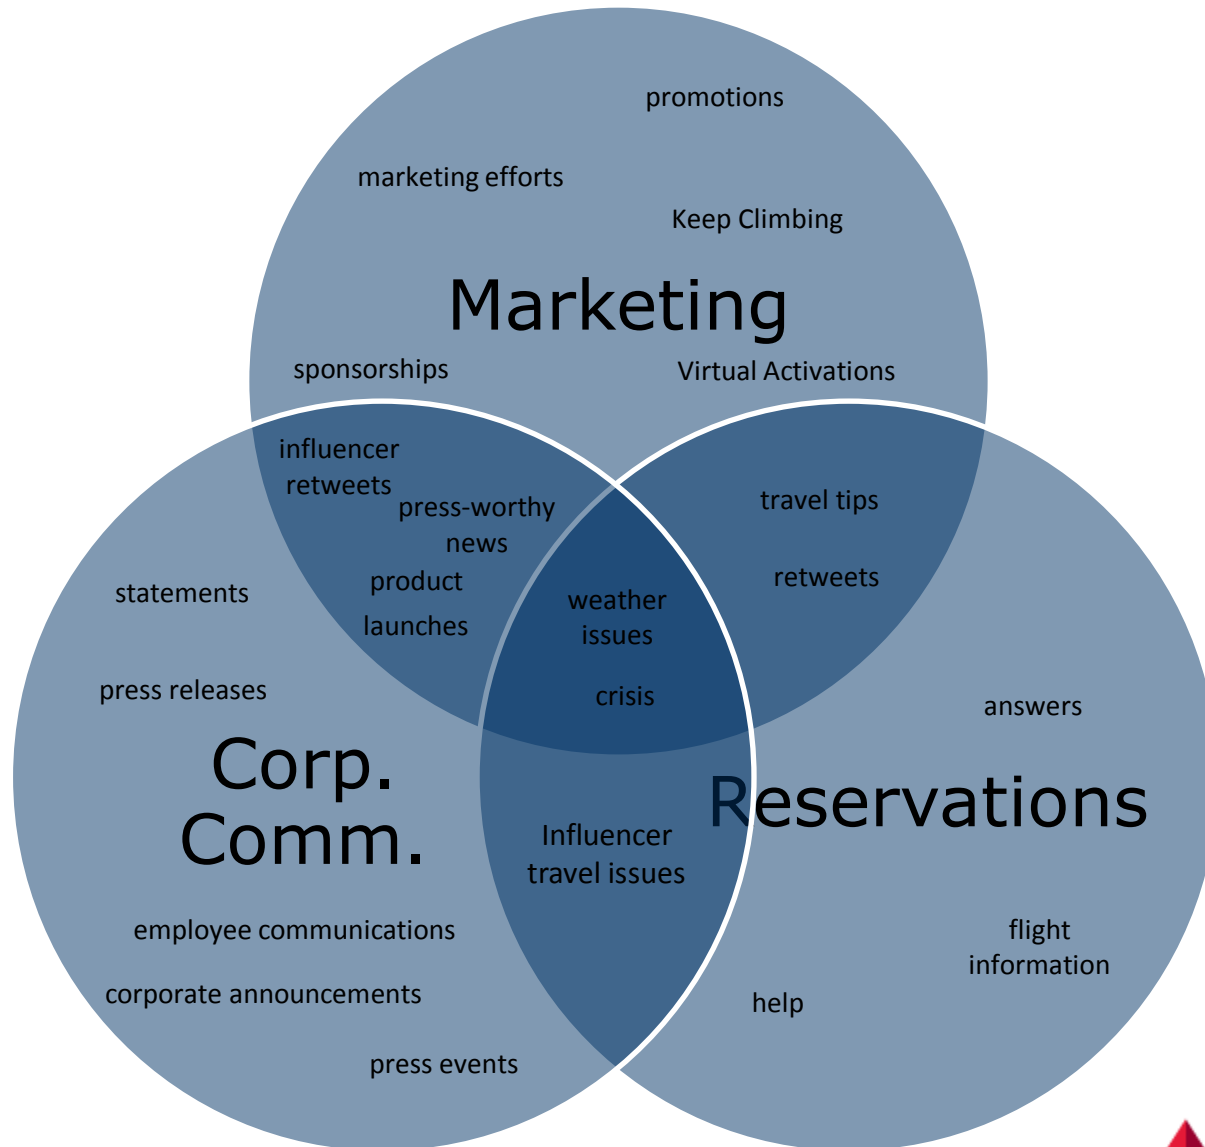 promotions
marketing efforts
Keep Climbing
Marketing
sponsorships
Virtual Activations
influencer
retweets
press-worthy
news
product
launches
travel tips
retweets
weather
issues
crisis
statements
press releases
Corp.
Comm.
employee communications
corporate announcements
press events
Influencer
travel issues
answers
Reservations
flight
information
help